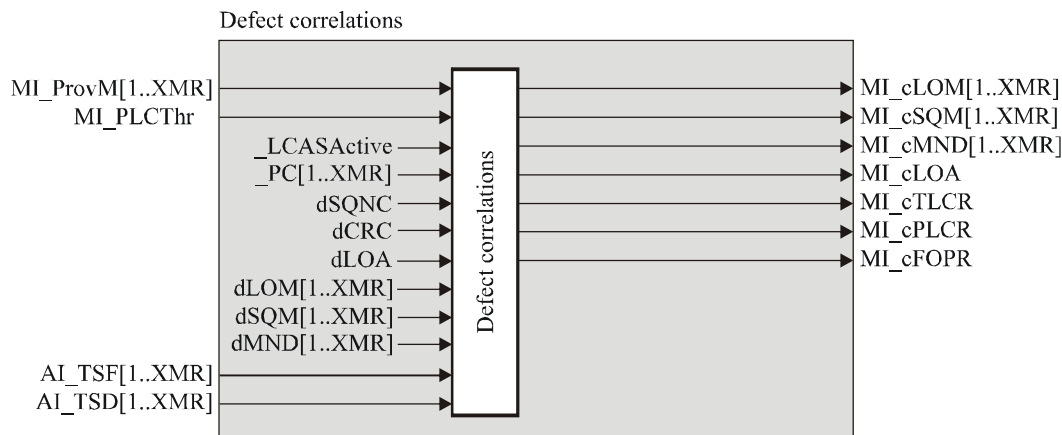 Defect correlations
MI_ProvM[1..XMR]
MI_PLCThr
_LCASActive
_PC[1..XMR]
dSQNC
dCRC
dLOA
dLOM[1..XMR]
dSQM[1..XMR]
dMND[1..XMR]
AI_TSF[1..XMR]
AI_TSD[1..XMR]
Defect correlations
MI_cLOM[1..XMR]
MI_cSQM[1..XMR]
MI_cMND[1..XMR]
MI_cLOA
MI_cTLCR
MI_cPLCR
MI_cFOPR